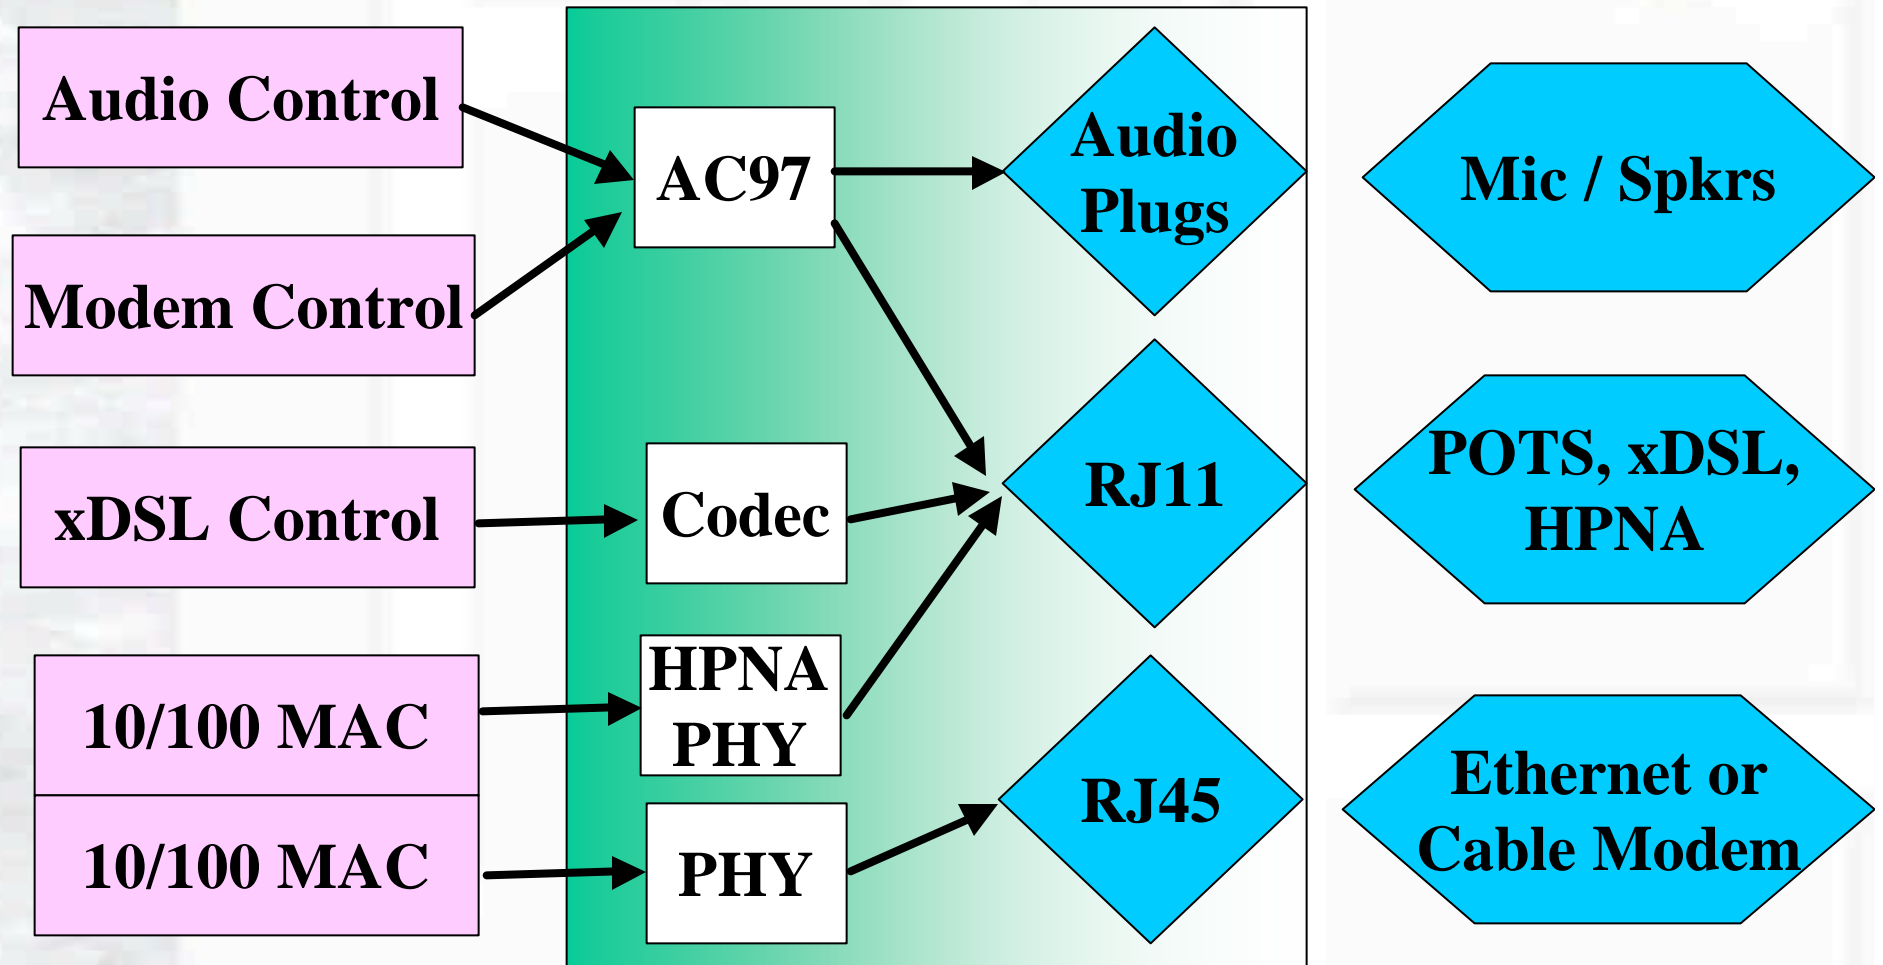 Audio Control
Modem Control
xDSL Control
10/100 MAC
10/100 MAC
AC97
Codec
HPNA
PHY
PHY
Audio
Plugs
RJ11
RJ45
Mic / Spkrs
POTS, xDSL,
HPNA
Ethernet or
Cable Modem